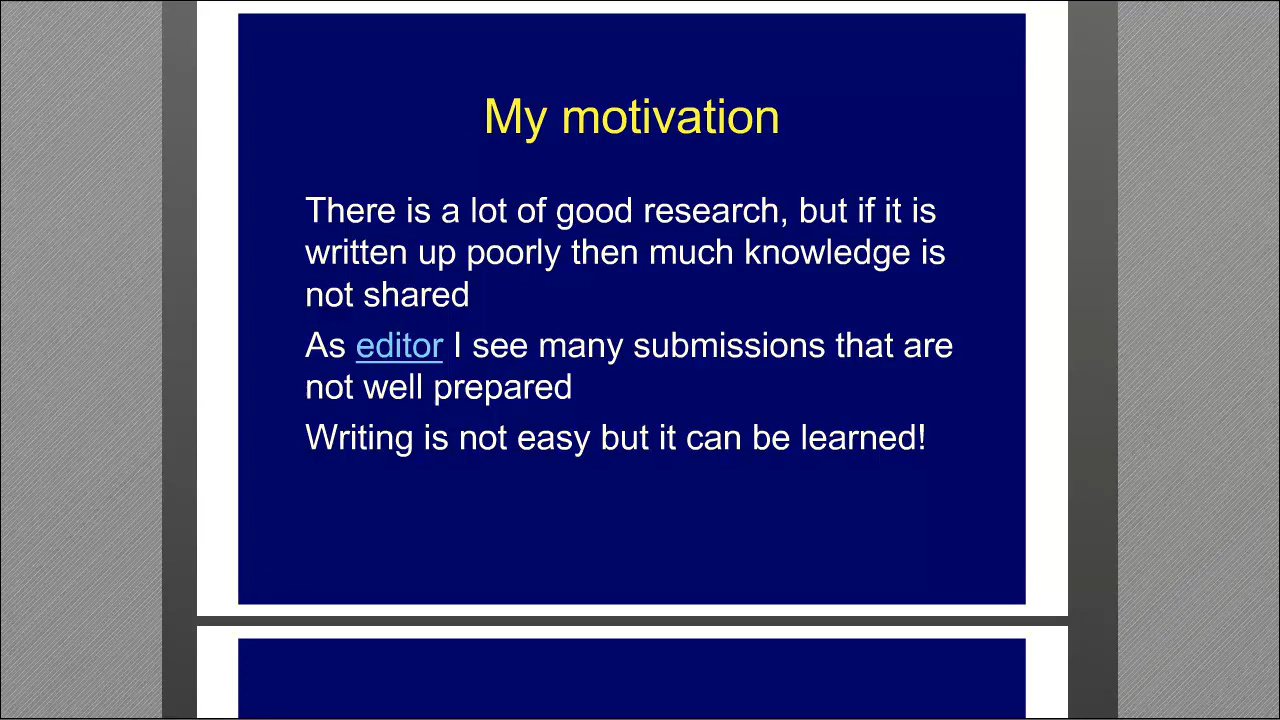 My motivation
There is a lot of good research, but if it is
written up poorly then much knowledge is
not shared
As editor I see many submissions that are
not well prepared
Writing is not easy but it can be learned!